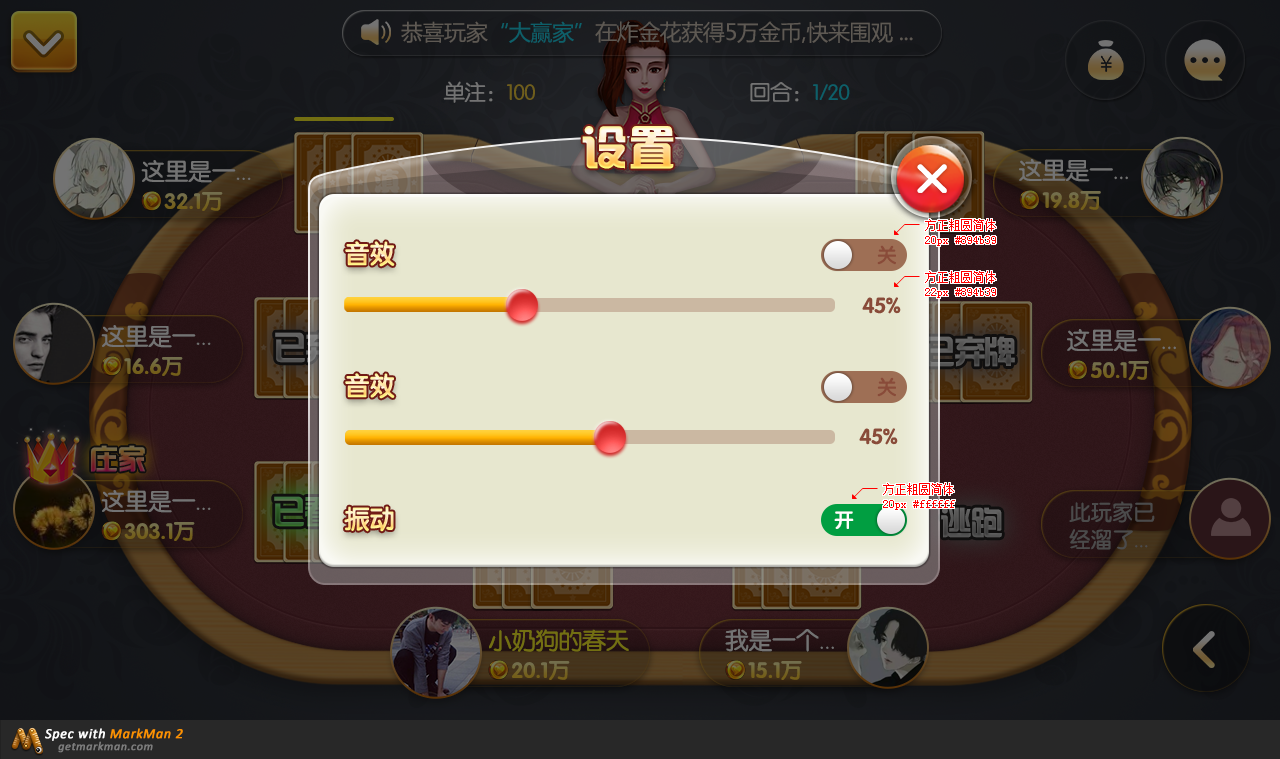 恭喜玩家 “大赢家” 在炸金花获得5万金币,快来围观 ...
单注：100
回合：1/20
设置
这里是一...
32.1万
这里是一...
19.8万
音效
关
方正粗圆简体
20px #894b39
45%
方正粗圆简体
22px #894b39
这里是一...
16.6万
已弃牌
这里是一...
50.1万
音效
关
45%
庄家
这里是一...
303.1万
已
振动
开
方正粗圆简体
20px #ffffff
逃跑
此玩家已
经溜了...
小奶狗的春天
20.1万
我是一个...
15.1万
Spec with MarkMan 2
getmarkman.com